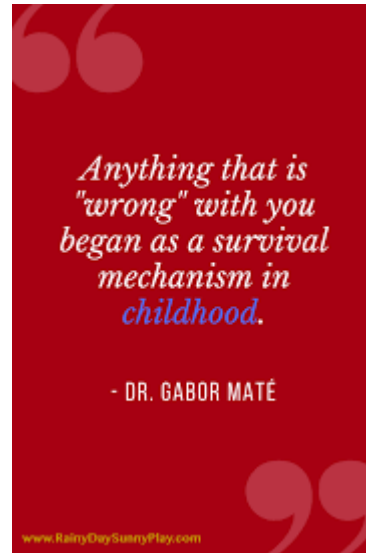 Anything that is
"wrong" with you
began as a survival
mechanism in
childhood.
- DR. GABOR MATÉ
www.RainyDaySunnyPlay.com